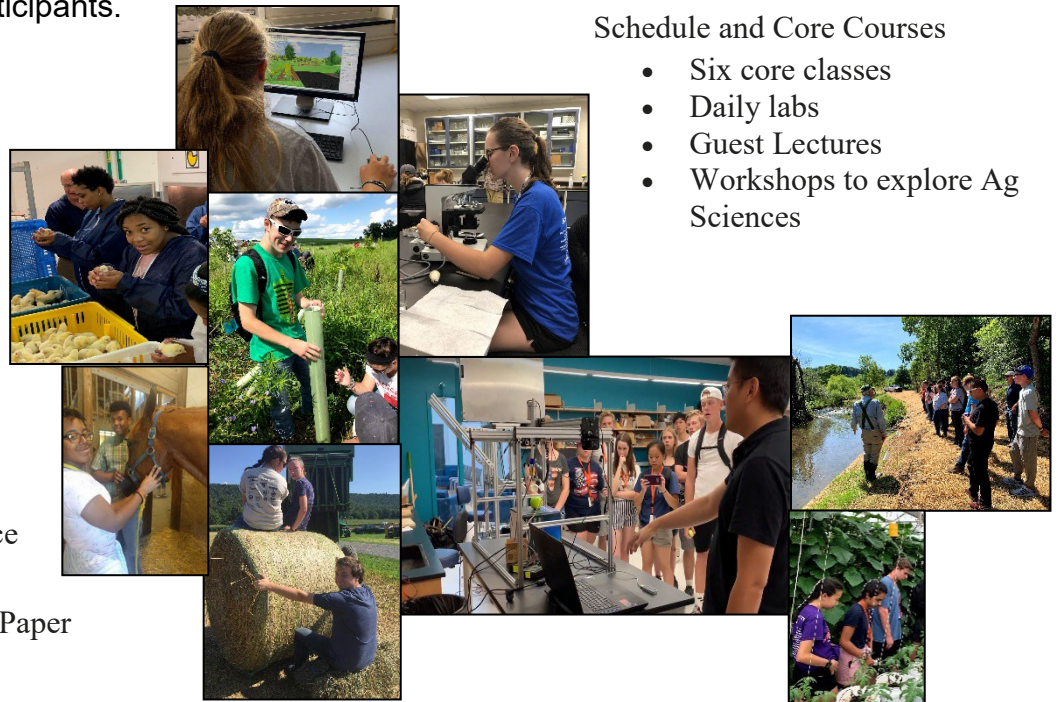 ticipants.
Schedule and Core Courses
• Six core classes
• Daily labs
• Guest Lectures
• Workshops to explore Ag
Sciences
ce
Paper